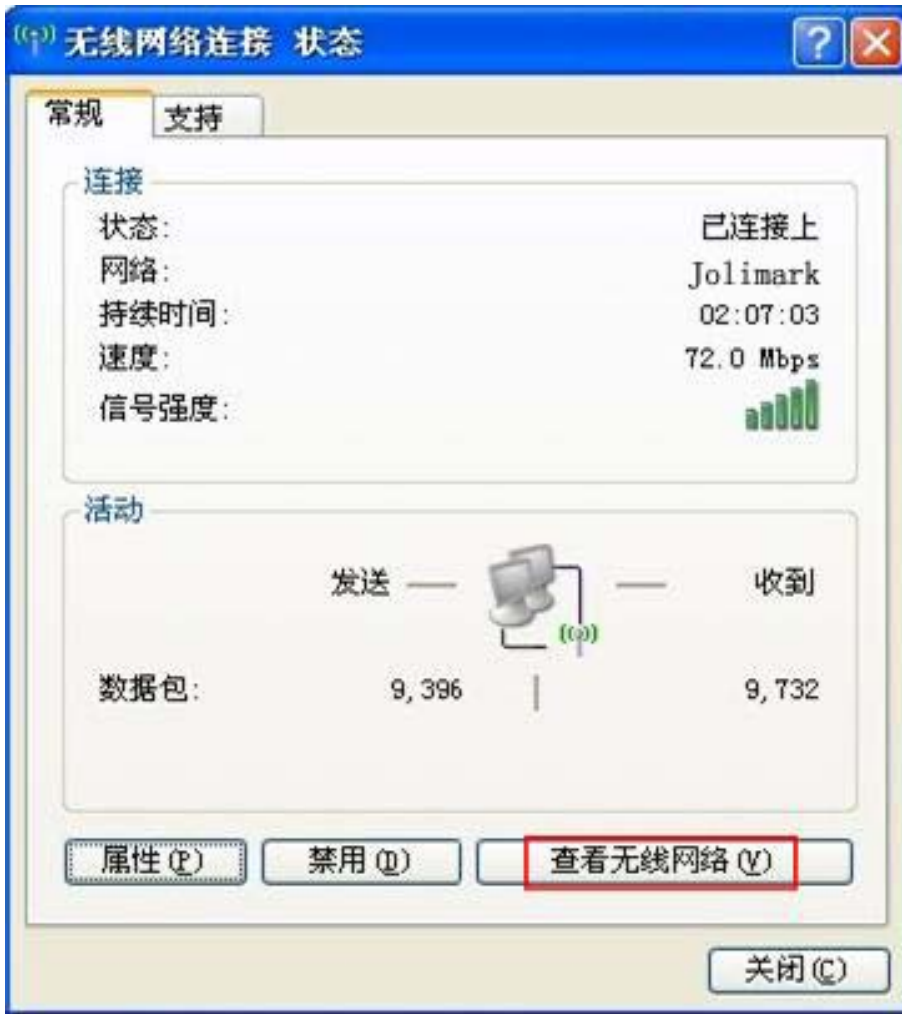 无线网络连接 状态
常规 支持
连接
状态: 已连接上
网络: Jolimark
持续时间: 02:07:03
速度: 72.0 Mbps
信号强度:
活动
发送 收到
数据包: 9,396 9,732
属性(P) 禁用(D) 查看无线网络(V)
关闭(C)